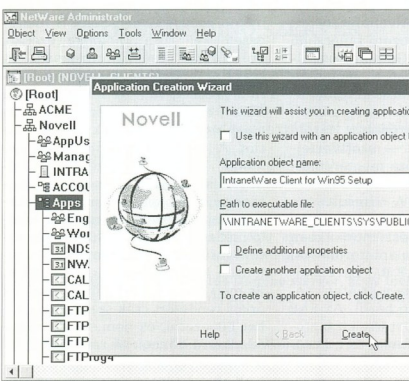 NetWare Administrator
Object View Options Tools Window Help
[Root] (NOVELL_CLIENTS)
[Root]
ACME
Novell
AppUs
Manag
INTRA
ACCOU
Apps
Eng
Wor
NDS
NW.
CAL
CAL
FTP
FTP
FTP
FTProg4
Application Creation Wizard
Novell
This wizard will assist you in creating applicatio
Use this wizard with an application object
Application object name:
IntranetWare Client for Win95 Setup
Path to executable file:
\\INTRANETWARE_CLIENTS\SYS\PUBLIC
Define additional properties
Create another application object
To create an application object, click Create.
Help
< Back
Create